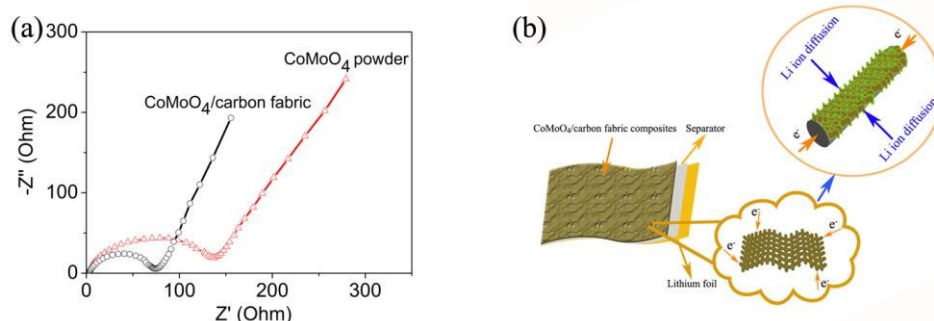 (a)
300
200
100
0
-Z" (Ohm)
0
100
200
300
Z' (Ohm)
CoMoO4 powder
CoMoO4/carbon fabric
(b)
CoMoO4/carbon fabric composites
Separator
Lithium foil
Li ion diffusion
Li ion diffusion
e-
e-
e-
e-
e-
e-